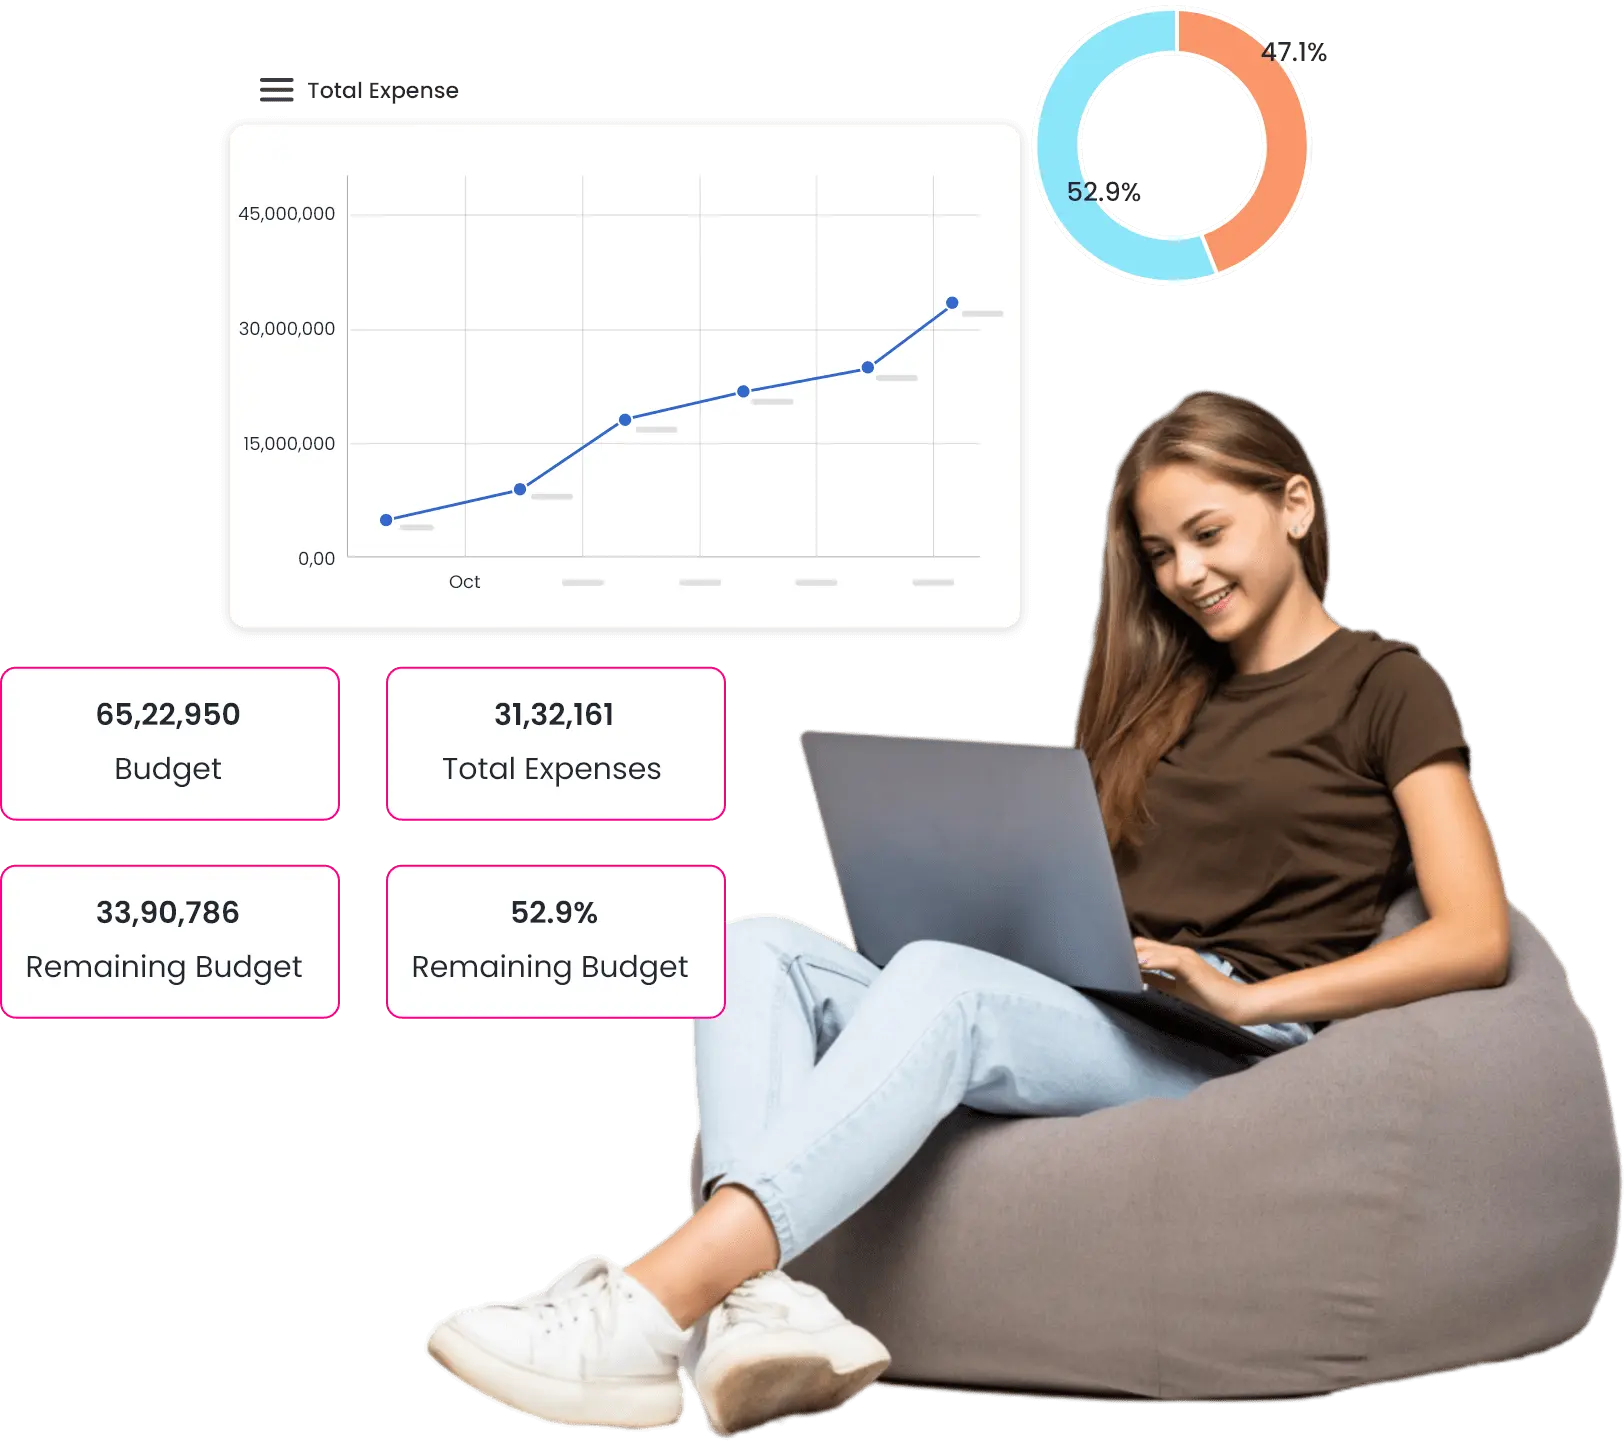 47.1%
Total Expense
52.9%
45,000,000
30,000,000
15,000,000
0,00
Oct
65,22,950
Budget
31,32,161
Total Expenses
33,90,786
Remaining Budget
52.9%
Remaining Budget